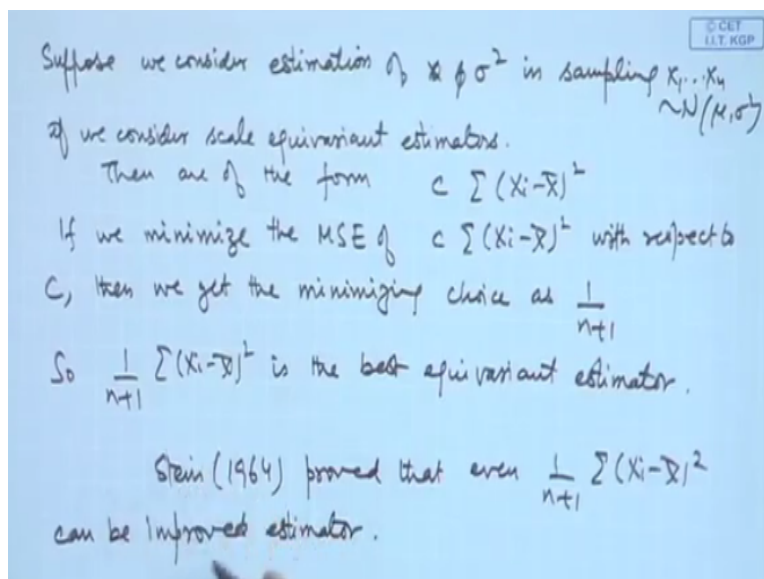 © CET
I.I.T. KGP
Suppose we consider estimation of σ² in sampling X₁...Xₙ
~N(μ,σ²)
If we consider scale equivariant estimators.
Then are of the form c Σ(Xi-X̄)²
If we minimize the MSE of c Σ(Xi-X̄)² with respect to
C, then we get the minimizing choice as 1/(n+1)
So 1/(n+1) Σ(Xi-X̄)² is the best equivariant estimator.
Stein (1964) proved that even 1/(n+1) Σ(Xi-X̄)²
can be improved estimator.